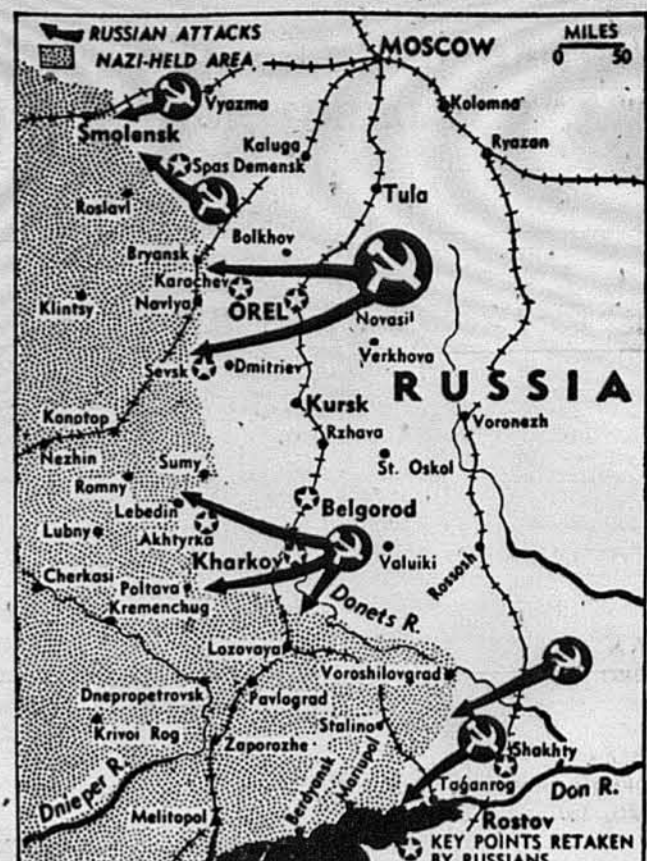 RUSSIAN ATTACKS
NAZI-HELD AREA
MOSCOW
MILES
0 50
Vyazma
Kolomna
Smolensk
Kaluga
Ryazan
Spas Demensk
Roslavl
Tula
Bolkhov
Bryansk
Karachev
Klintsy
Navlya
OREL
Novasil
Verkhova
Sevsk
Dmitriev
RUSSIA
Kursk
Konotop
Voronezh
Rzhava
Nezhin
Sumy
St. Oskol
Romny
Lebedin
Belgorod
Lubny
Akhtyrka
Kharkov
Valuiki
Rossosh
Cherkasi
Poltava
Kremenchug
Donets R.
Lozovaya
Voroshilovgrad
Dnepropetrovsk
Pavlograd
Krivoi Rog
Stalino
Zaporozhe
Shakhty
Mariupol
Taganrog
Don R.
Dnieper R.
Berdyansk
Melitopol
Rostov
KEY POINTS RETAKEN
BY RUSSIANS